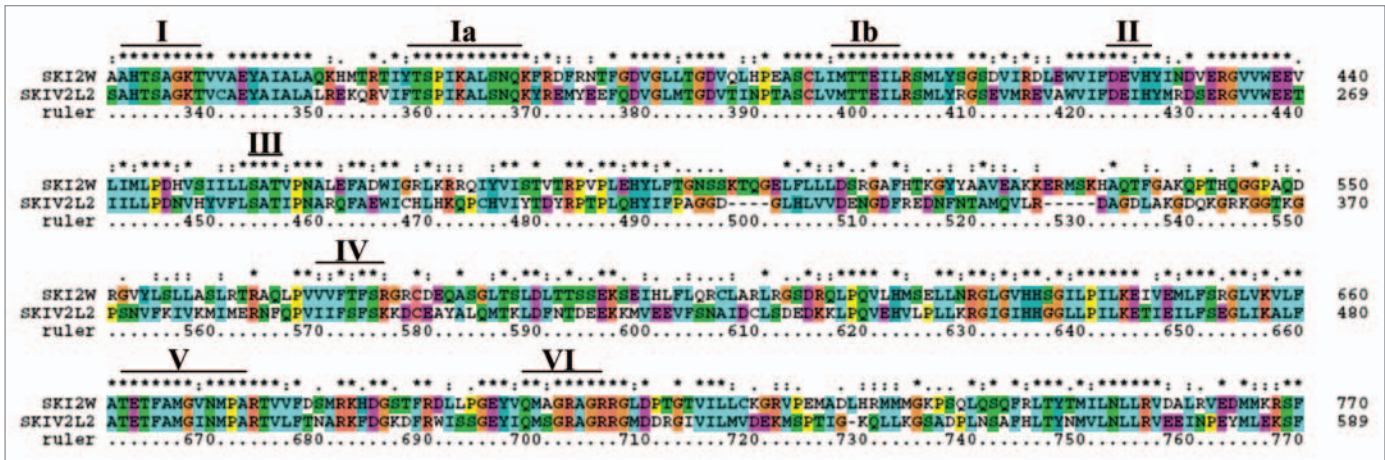 I Ia Ib II
SKI2W AAHTSAGKTVVAEYAIALAQKHMTRTIYTSPIKALSNQKFRDFRNTFGDVGLLTGDVQLHPEASCLIMTTEILRSMLYSGSDVIRDLEWVIFDEVHYINDVERGVVWEEV 440
SKIV2L2 SAHTSAGKTVCAEYAIALALREKQRVIFTSPIKALSNQKYREMYEEFQDVGLMTGDVTINPTASCLVMTTEILRSMLYRGSEVMREVAWVIFDEIHYMRDSERGVVWEET 269
ruler .......340.......350.......360.......370.......380.......390.......400.......410.......420.......430.......440
III
SKI2W LIMLPDHVSIILLSATVPNALEFADWIGRLKRRQIYVISTVTRPVPLEHYLFTGNSSKTQGELFLLLDSRGAFHTKGYYAAVEAKKERMSKHAQTFGAKQPTHQGGPAQD 550
SKIV2L2 IILLPDNVHYVFLSATIPNARQFAEWICHLHKQPCHVIYTDYRPTPLQHYIFPAGGD---GLHLVVDENGDFREDNFNTAMQVLR-----DAGDLAKGDQKGRKGGTKG 370
ruler .......450.......460.......470.......480.......490.......500.......510.......520.......530.......540.......550
IV
SKI2W RGVYLSLLASLRTRAQLPVVVFTFSRGRCDEQASGLTSLDLTTSSEKSEIHLFLQRCLARLRGSDRQLPQVLHMSELLNRGLGVHHSGILPILKEIVEMLFSRGLVKVLF 660
SKIV2L2 PSNVFKIVKMIMERNFQPVIIFSFSKKDCEAYALQMTKLDFNTDEEKKMVEEVFSNAIDCLSDEDKKLPQVEHVLPLLKRGIGIHHGGLLPILKETIEILFSEGLIKALF 480
ruler .......560.......570.......580.......590.......600.......610.......620.......630.......640.......650.......660
V VI
SKI2W ATETFAMGVNMPARTVVFDSMRKHDGSTFRDLLPGEYVQMAGRAGRRGLDPTGTVILLCKGRVPEMADLHRMMMGKPSQLQSQFRLTYTMILNLLRVDALRVEDMMKRSF 770
SKIV2L2 ATETFAMGINMPARTVLFTNARKFDGKDFRWISSGEYIQMSGRAGRRGMDDRGIVILMVDEKMSPTIG-KQLLKGSADPLNSAFHLTYNMVLNLLRVEEINPEYMLEKSF 589
ruler .......670.......680.......690.......700.......710.......720.......730.......740.......750.......760.......770